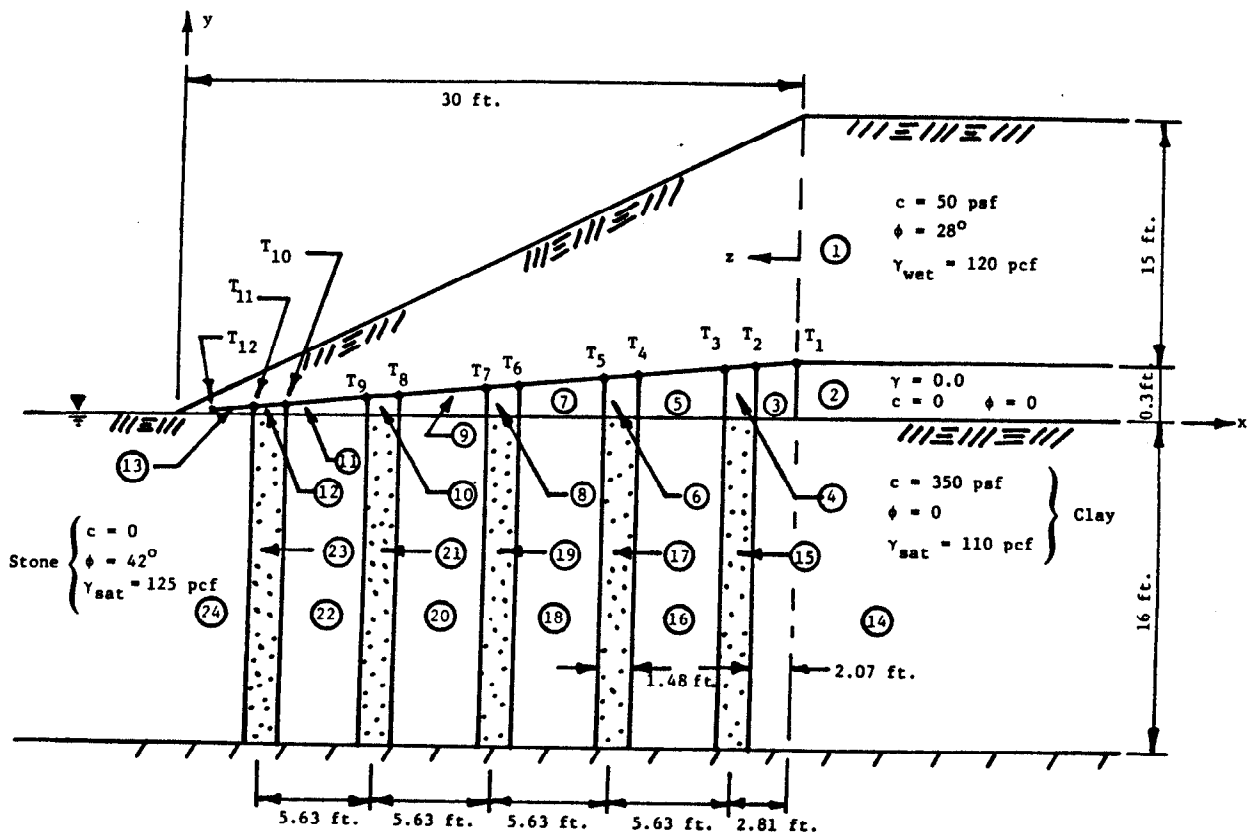 y
30 ft.
c = 50 psf
φ = 28°
γwet = 120 pcf
z
1
15 ft.
T10
T11
T12
T9
T8
T7
T6
T5
T4
T3
T2
T1
7
5
3
2
γ = 0.0
c = 0 φ = 0
0.3ft.
x
13
11
9
12
10
8
6
4
c = 350 psf
φ = 0
γsat = 110 pcf
Clay
Stone
c = 0
φ = 42°
γsat = 125 pcf
23
21
19
17
15
24
22
20
18
16
14
16 ft.
1.48 ft.
2.07 ft.
5.63 ft.
5.63 ft.
5.63 ft.
5.63 ft.
2.81 ft.